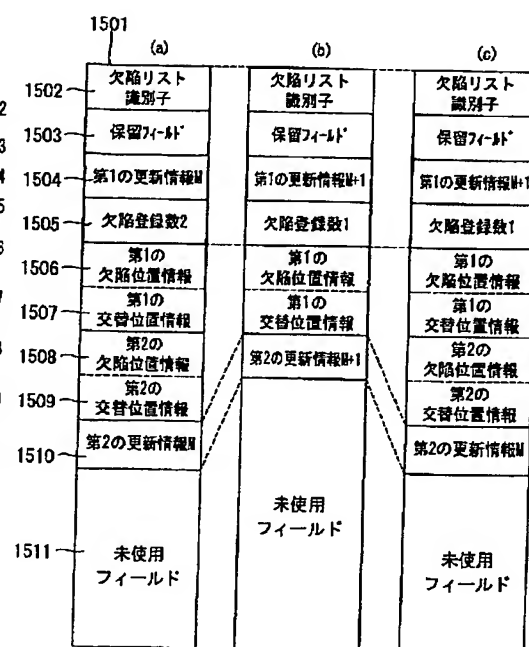 1501
(a)
(b)
(c)
1502
欠陥リスト
識別子
欠陥リスト
識別子
欠陥リスト
識別子
1503
保留フィールド
保留フィールド
保留フィールド
1504
第1の更新情報M
第1の更新情報M+1
第1の更新情報M+1
1505
欠陥登録数2
欠陥登録数1
欠陥登録数1
1506
第1の
欠陥位置情報
第1の
欠陥位置情報
第1の
欠陥位置情報
1507
第1の
交替位置情報
第1の
交替位置情報
第1の
交替位置情報
1508
第2の
欠陥位置情報
第2の更新情報M+1
第2の
欠陥位置情報
1509
第2の
交替位置情報
第2の
交替位置情報
1510
第2の更新情報M
第2の更新情報M
1511
未使用
フィールド
未使用
フィールド
未使用
フィールド
2
3
4
5
6
7